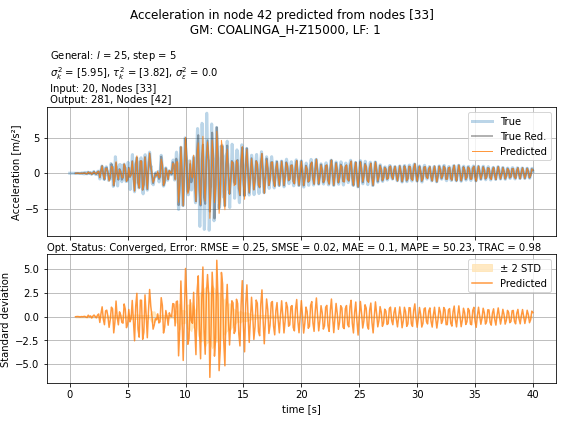 Acceleration in node 42 predicted from nodes [33]
GM: COALINGA_H-Z15000, LF: 1
General: l = 25, step = 5
σ²ₖ = [5.95], τ²ₖ = [3.82], σ²ε = 0.0
Input: 20, Nodes [33]
Output: 281, Nodes [42]
Acceleration [m/s²]
5
0
−5
True
True Red.
Predicted
Opt. Status: Converged, Error: RMSE = 0.25, SMSE = 0.02, MAE = 0.1, MAPE = 50.23, TRAC = 0.98
Standard deviation
5.0
2.5
0.0
−2.5
−5.0
± 2 STD
Predicted
0 5 10 15 20 25 30 35 40
time [s]